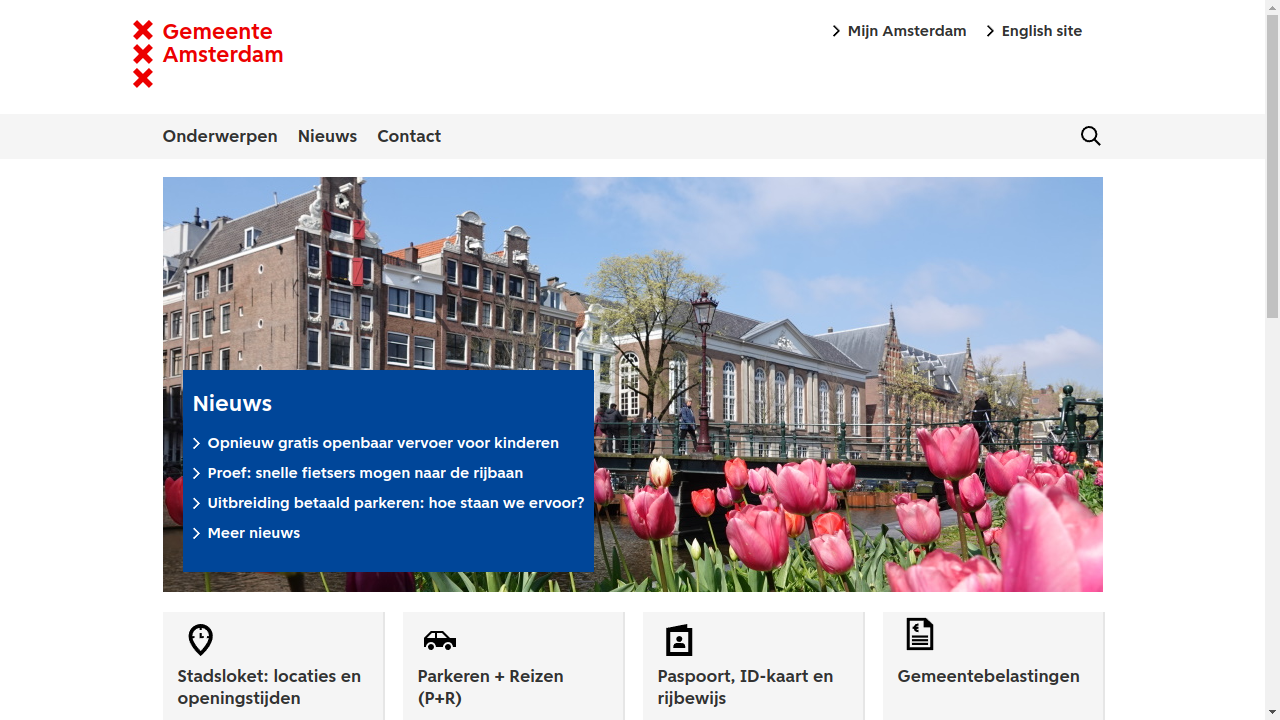 Gemeente
Amsterdam
Mijn Amsterdam
English site
Onderwerpen
Nieuws
Contact
Nieuws
Opnieuw gratis openbaar vervoer voor kinderen
Proef: snelle fietsers mogen naar de rijbaan
Uitbreiding betaald parkeren: hoe staan we ervoor?
Meer nieuws
Stadsloket: locaties en
openingstijden
Parkeren + Reizen
(P+R)
Paspoort, ID-kaart en
rijbewijs
Gemeentebelastingen